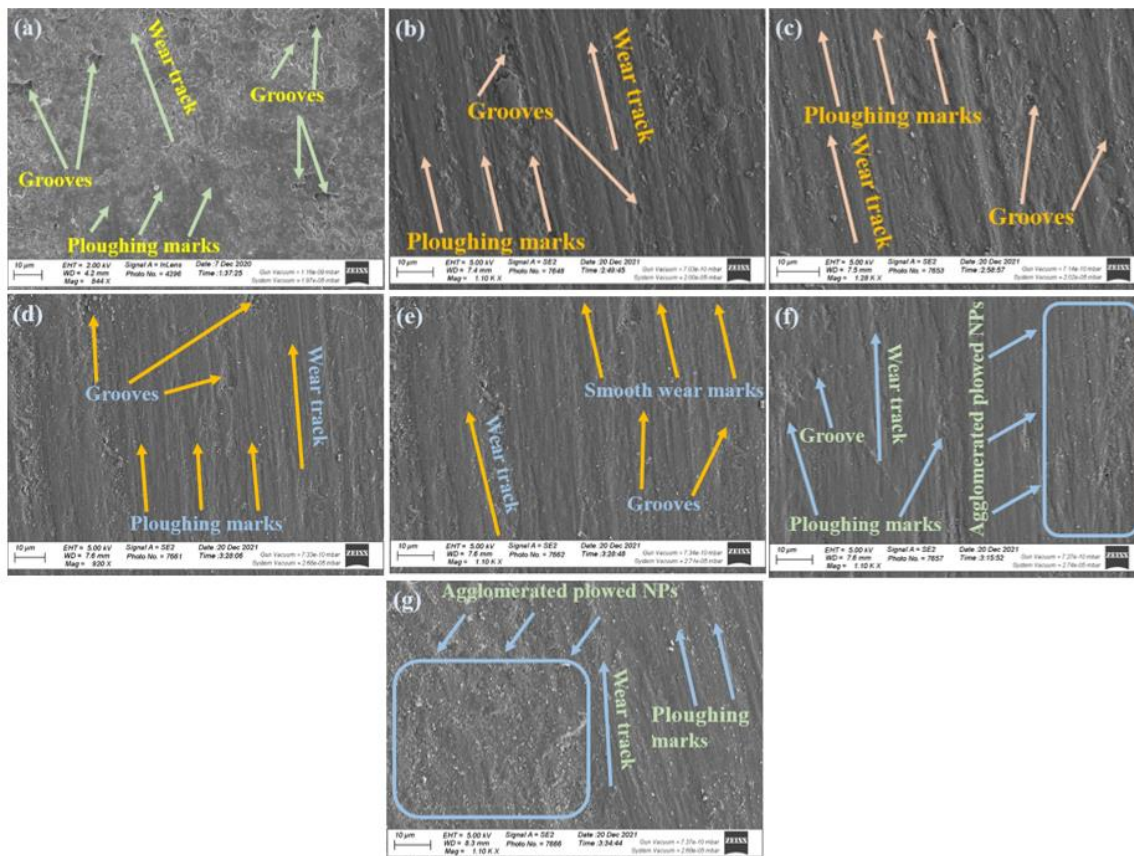 (a)
Wear track
Grooves
Grooves
Ploughing marks
10 µm
EHT = 2.00 kV Signal A = InLens Date :7 Dec 2020
WD = 4.2 mm Photo No. = 4296 Time :1:37:25
Mag = 844 X
ZEISS
(b)
Wear track
Grooves
Ploughing marks
10 µm
EHT = 5.00 kV Signal A = SE2 Date :20 Dec 2021
WD = 7.4 mm Photo No. = 7648 Time :2:49:45
Mag = 1.10 K X
ZEISS
(c)
Ploughing marks
Wear track
Grooves
10 µm
EHT = 5.00 kV Signal A = SE2 Date :20 Dec 2021
WD = 7.5 mm Photo No. = 7653 Time :2:58:57
Mag = 1.28 K X
ZEISS
(d)
Grooves
Wear track
Ploughing marks
10 µm
EHT = 5.00 kV Signal A = SE2 Date :20 Dec 2021
WD = 7.6 mm Photo No. = 7661 Time :3:28:06
Mag = 920 X
ZEISS
(e)
Smooth wear marks
Wear track
Grooves
10 µm
EHT = 5.00 kV Signal A = SE2 Date :20 Dec 2021
WD = 7.6 mm Photo No. = 7662 Time :3:28:48
Mag = 1.10 K X
ZEISS
(f)
Wear track
Agglomerated plowed NPs
Groove
Ploughing marks
10 µm
EHT = 5.00 kV Signal A = SE2 Date :20 Dec 2021
WD = 7.6 mm Photo No. = 7657 Time :3:15:52
Mag = 1.10 K X
ZEISS
(g)
Agglomerated plowed NPs
Wear track
Ploughing
marks
10 µm
EHT = 5.00 kV Signal A = SE2 Date :20 Dec 2021
WD = 8.3 mm Photo No. = 7666 Time :3:34:44
Mag = 1.10 K X
ZEISS